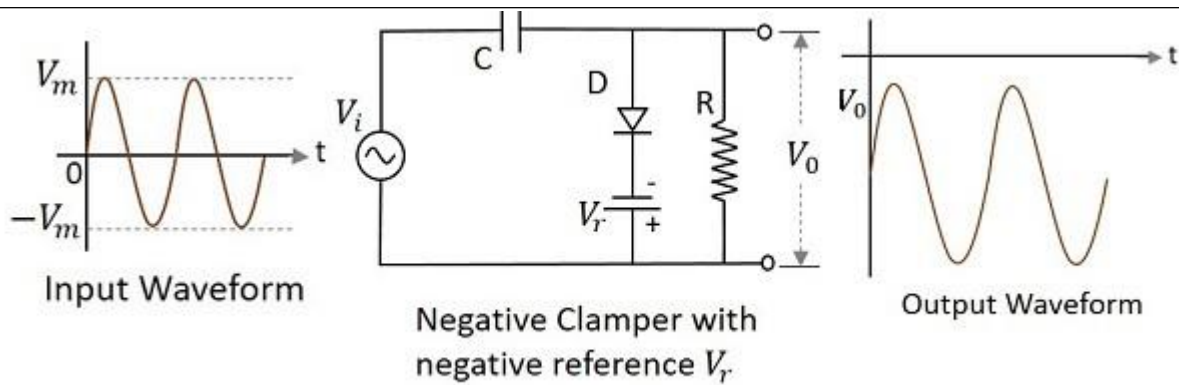 V_m
0
t
−V_m
Input Waveform
V_i
C
D
R
V_r
-
+
V_0
Negative Clamper with
negative reference V_r
t
V_0
Output Waveform